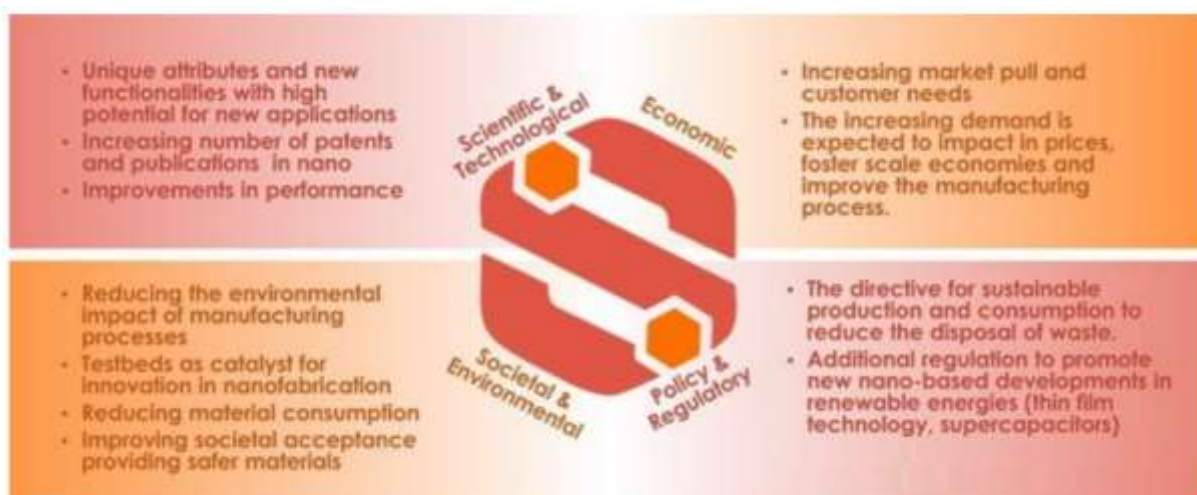 • Unique attributes and new
functionalities with high
potential for new applications
• Increasing number of patents
and publications in nano
• Improvements in performance
Scientific &
Technological
Economic
• Increasing market pull and
customer needs
• The increasing demand is
expected to impact in prices,
foster scale economies and
improve the manufacturing
process.
• Reducing the environmental
impact of manufacturing
processes
• Testbeds as catalyst for
innovation in nanofabrication
• Reducing material consumption
• Improving societal acceptance
providing safer materials
Societal &
Environmental
Policy &
Regulatory
• The directive for sustainable
production and consumption to
reduce the disposal of waste.
• Additional regulation to promote
new nano-based developments in
renewable energies (thin film
technology, supercapacitors)